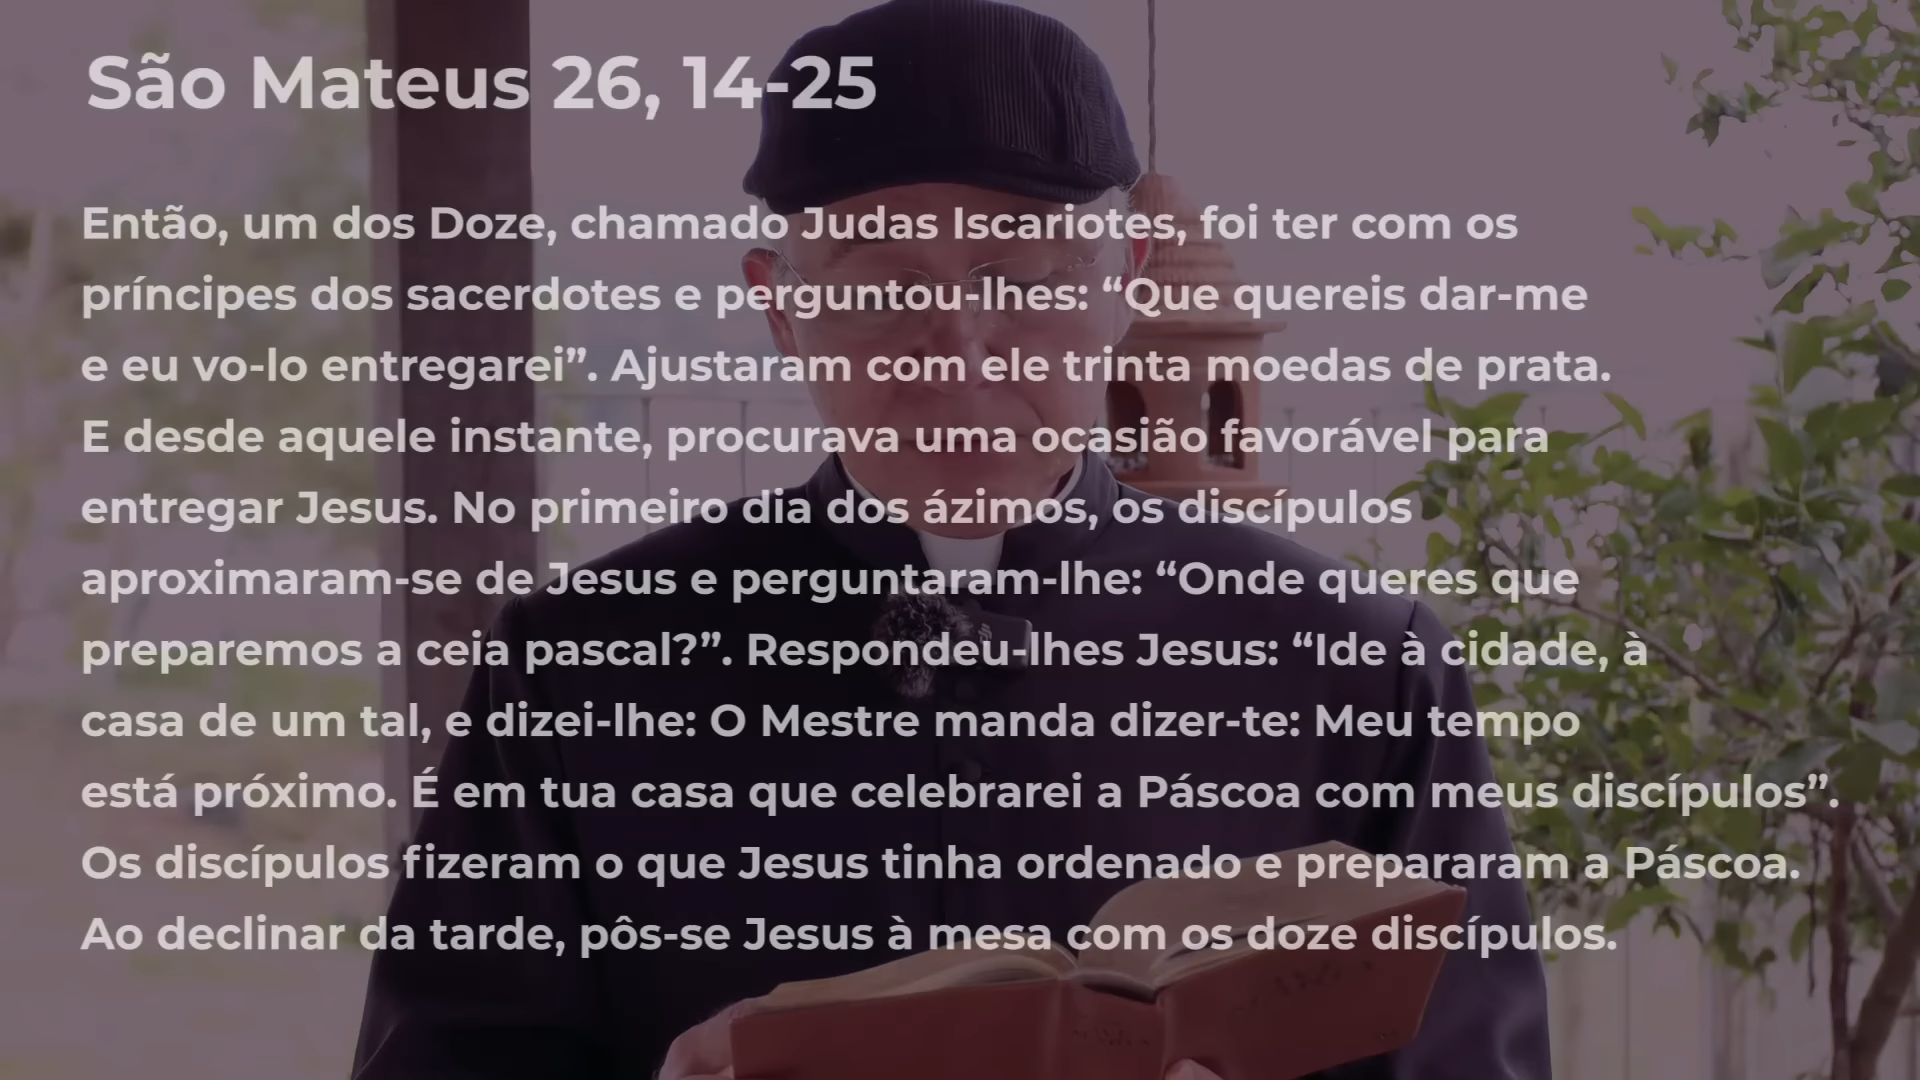 São Mateus 26, 14-25
Então, um dos Doze, chamado Judas Iscariotes, foi ter com os
príncipes dos sacerdotes e perguntou-lhes: “Que quereis dar-me
e eu vo-lo entregarei”. Ajustaram com ele trinta moedas de prata.
E desde aquele instante, procurava uma ocasião favorável para
entregar Jesus. No primeiro dia dos ázimos, os discípulos
aproximaram-se de Jesus e perguntaram-lhe: “Onde queres que
preparemos a ceia pascal?”. Respondeu-lhes Jesus: “Ide à cidade, à
casa de um tal, e dizei-lhe: O Mestre manda dizer-te: Meu tempo
está próximo. É em tua casa que celebrarei a Páscoa com meus discípulos”.
Os discípulos fizeram o que Jesus tinha ordenado e prepararam a Páscoa.
Ao declinar da tarde, pôs-se Jesus à mesa com os doze discípulos.